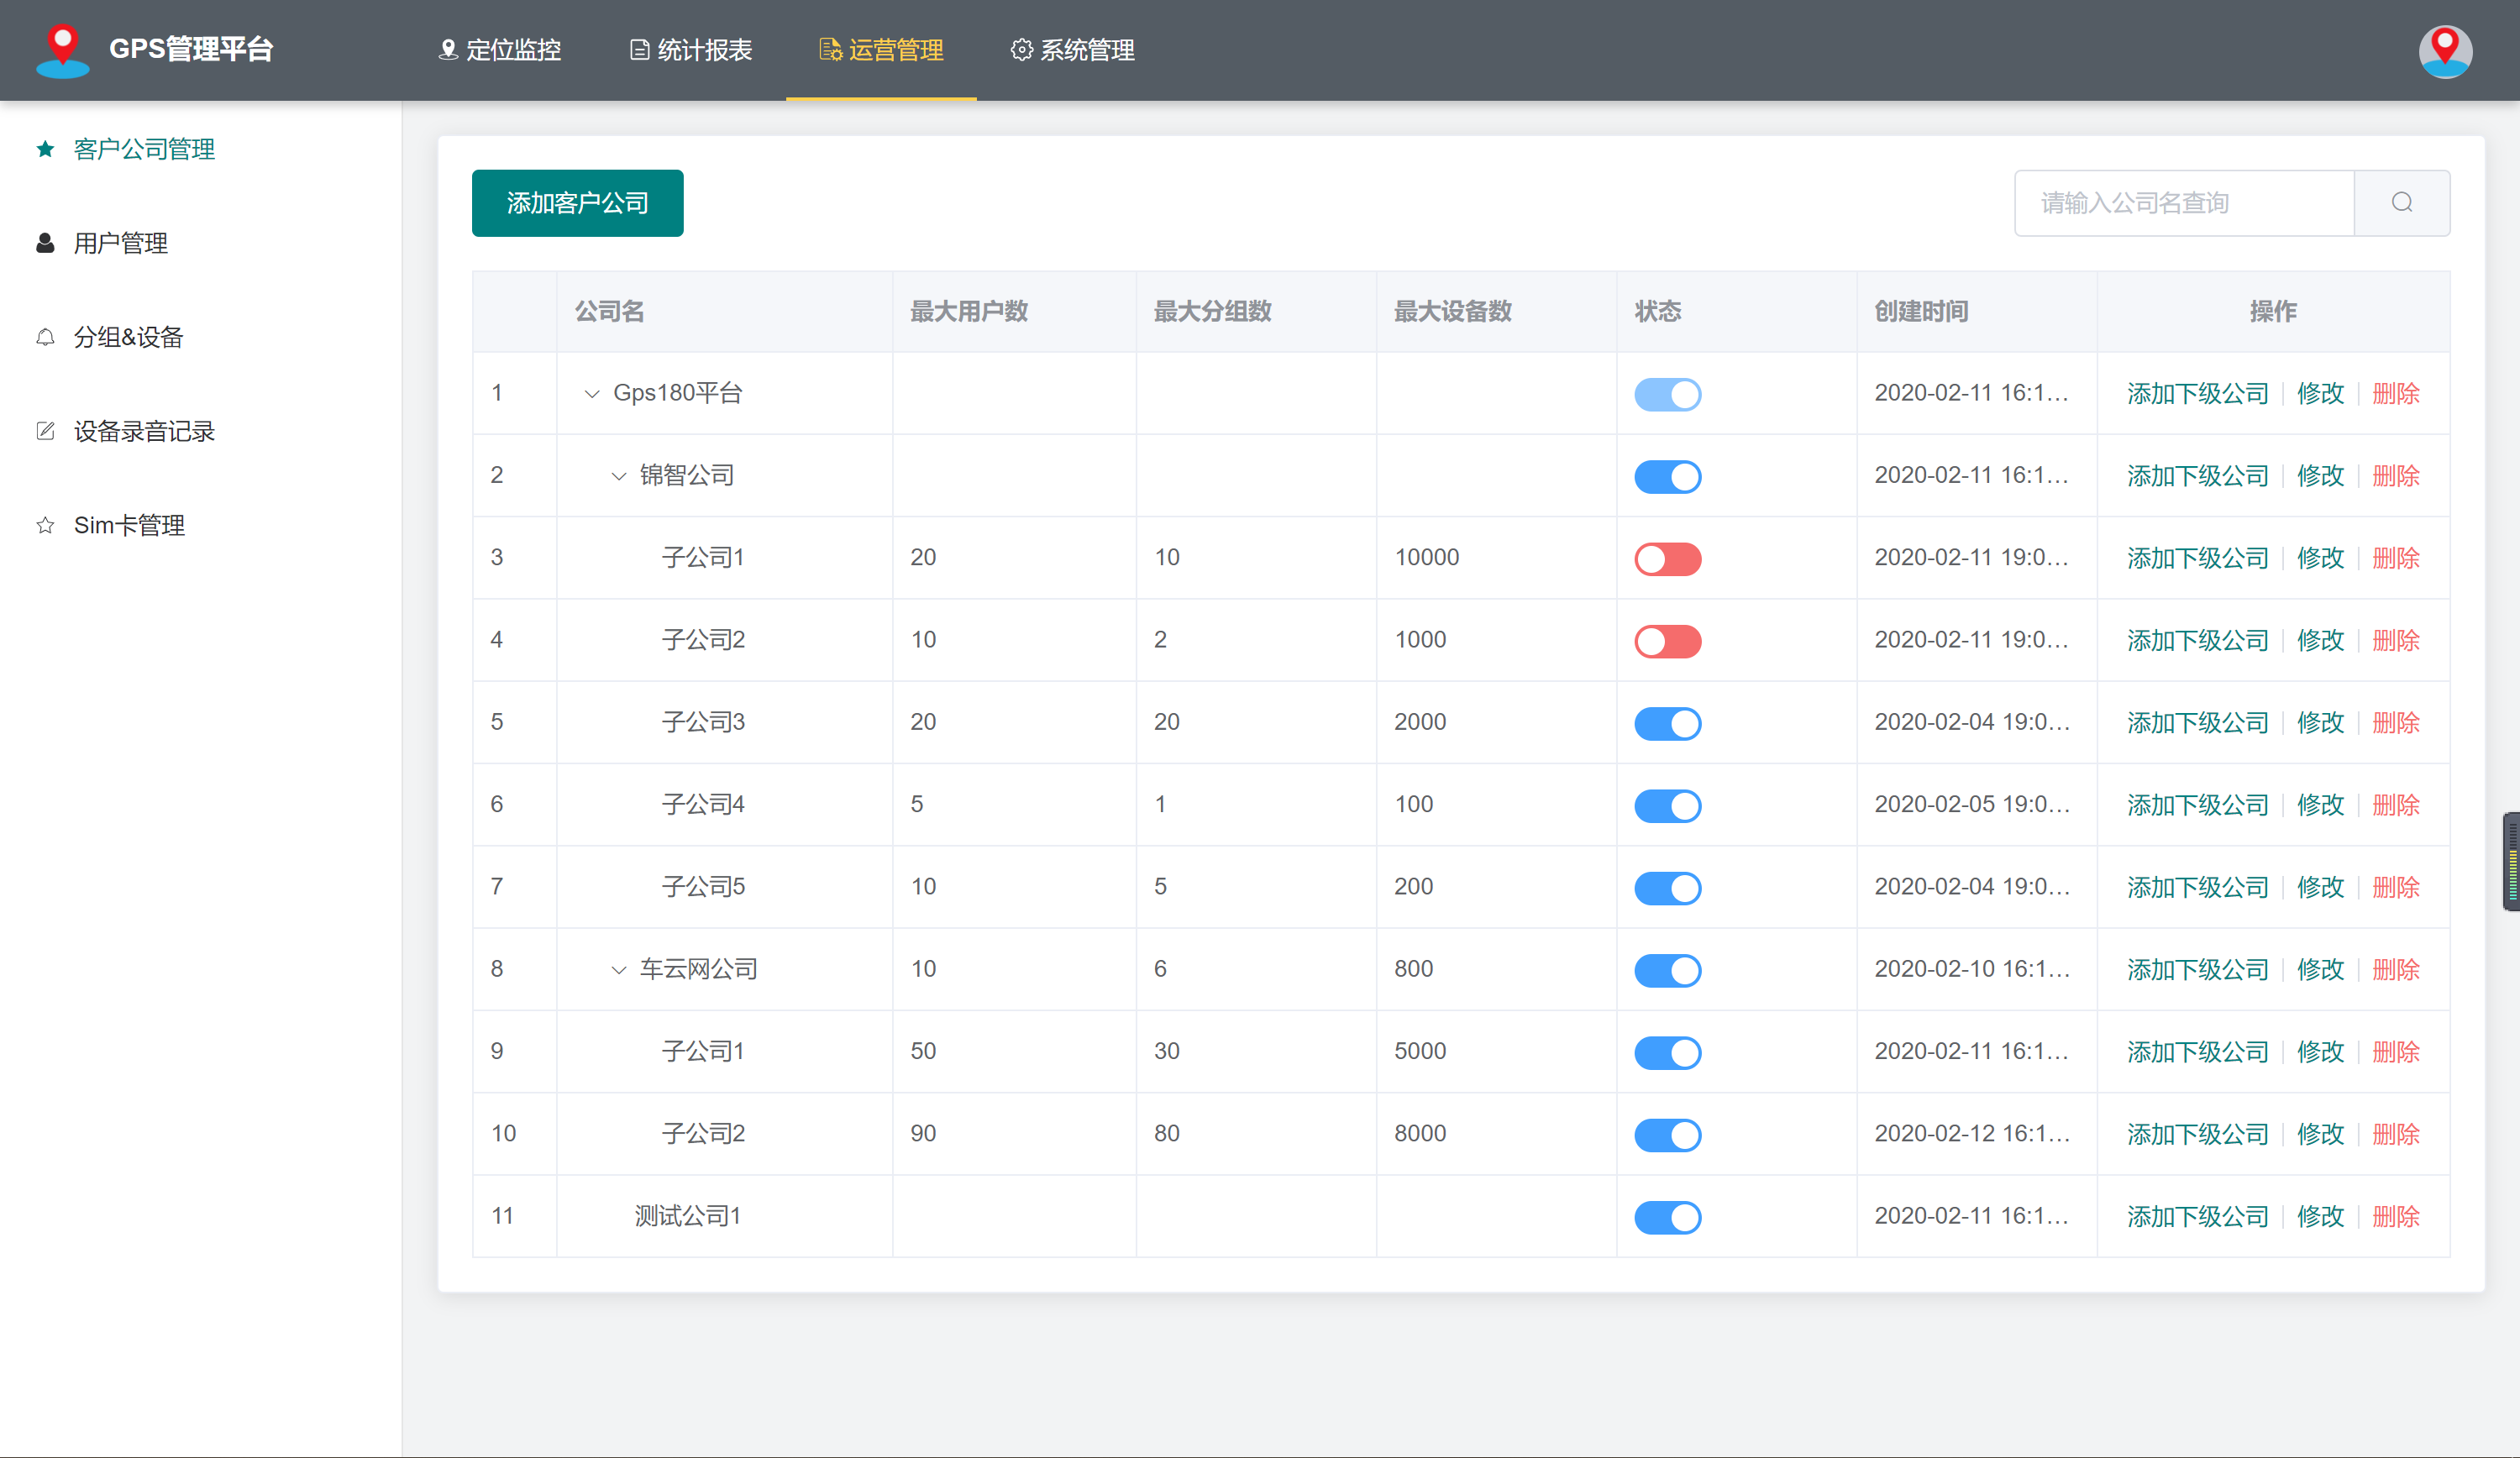 GPS管理平台 定位监控 统计报表 运营管理 系统管理
客户公司管理
用户管理
分组&设备
设备录音记录
Sim卡管理
添加客户公司 请输入公司名查询
公司名 最大用户数 最大分组数 最大设备数 状态 创建时间 操作
1 Gps180平台 2020-02-11 16:1... 添加下级公司 修改 删除
2 锦智公司 2020-02-11 16:1... 添加下级公司 修改 删除
3 子公司1 20 10 10000 2020-02-11 19:0... 添加下级公司 修改 删除
4 子公司2 10 2 1000 2020-02-11 19:0... 添加下级公司 修改 删除
5 子公司3 20 20 2000 2020-02-04 19:0... 添加下级公司 修改 删除
6 子公司4 5 1 100 2020-02-05 19:0... 添加下级公司 修改 删除
7 子公司5 10 5 200 2020-02-04 19:0... 添加下级公司 修改 删除
8 车云网公司 10 6 800 2020-02-10 16:1... 添加下级公司 修改 删除
9 子公司1 50 30 5000 2020-02-11 16:1... 添加下级公司 修改 删除
10 子公司2 90 80 8000 2020-02-12 16:1... 添加下级公司 修改 删除
11 测试公司1 2020-02-11 16:1... 添加下级公司 修改 删除